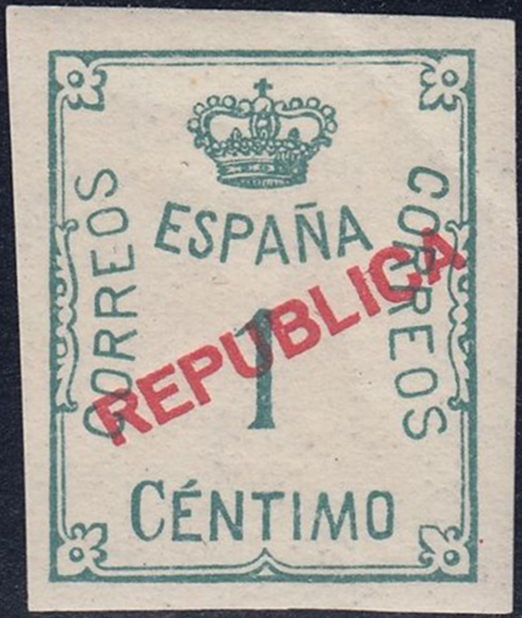 ESPAÑA
CORREOS
CORREOS
1
REPUBLICA
CÉNTIMO